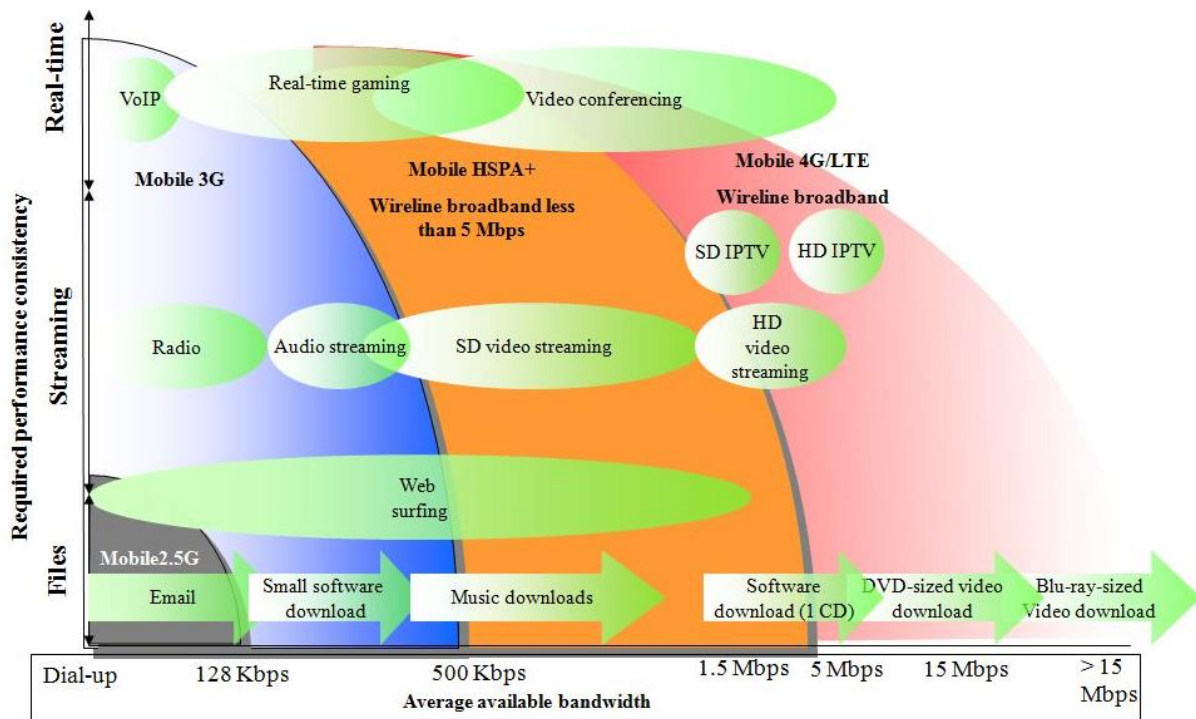 Real-time
Streaming
Files
Required performance consistency
VoIP
Real-time gaming
Video conferencing
Mobile 3G
Mobile HSPA+
Wireline broadband less
than 5 Mbps
Mobile 4G/LTE
Wireline broadband
SD IPTV
HD IPTV
Radio
Audio streaming
SD video streaming
HD
video
streaming
Web
surfing
Mobile2.5G
Email
Small software
download
Music downloads
Software
download (1 CD)
DVD-sized video
download
Blu-ray-sized
Video download
Dial-up
128 Kbps
500 Kbps
1.5 Mbps
5 Mbps
15 Mbps
> 15
Mbps
Average available bandwidth